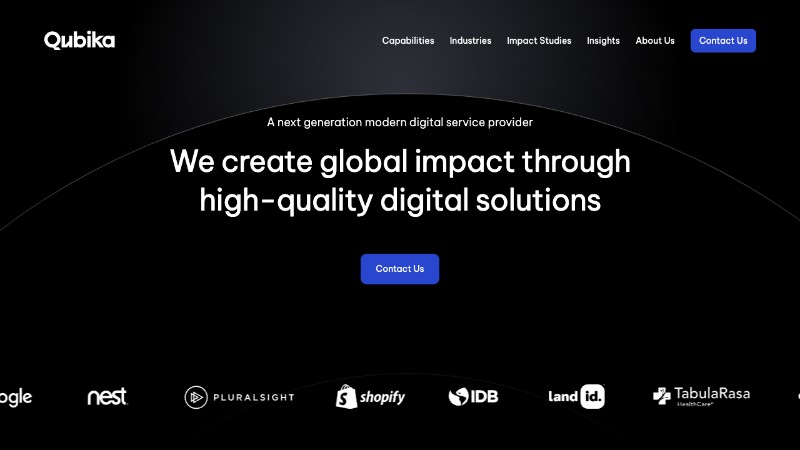 Qubika
Capabilities Industries Impact Studies Insights About Us Contact Us
A next generation modern digital service provider
We create global impact through
high-quality digital solutions
Contact Us
ogle nest PLURALSIGHT shopify IDB land id. TabulaRasa
HealthCare